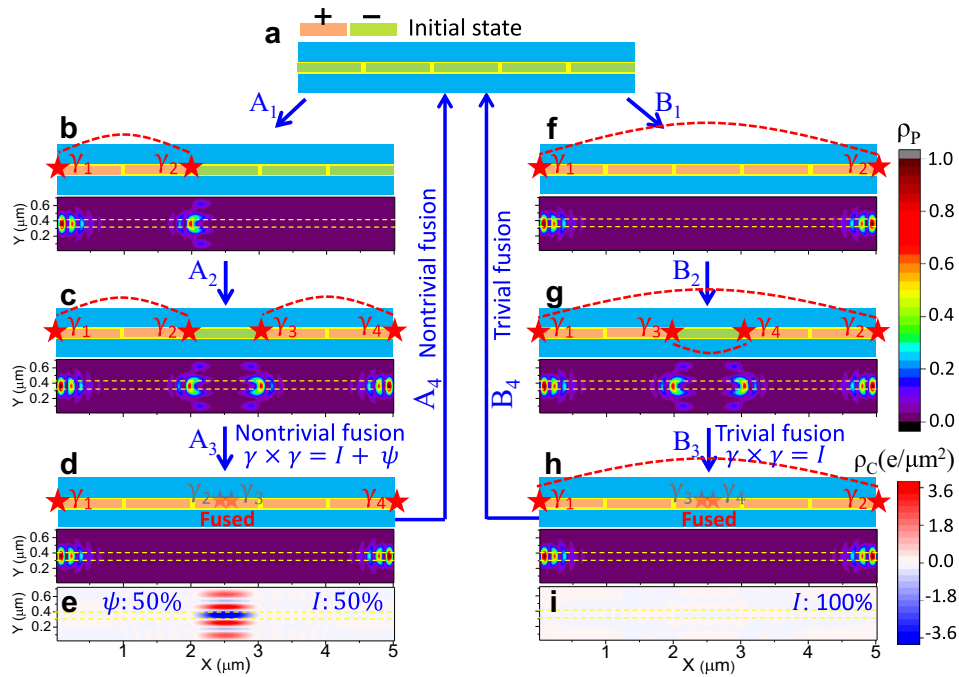 + −
a Initial state
A₁ B₁
b
γ₁ γ₂
Y (μm) 0.6 0.4 0.2
A₂
c
γ₁ γ₂ γ₃ γ₄
Y (μm) 0.6 0.4 0.2
A₃ Nontrivial fusion
γ × γ = I + ψ
d
γ₁ γ₂ γ₃ γ₄
Fused
Y (μm) 0.6 0.4 0.2
e ψ: 50% I: 50%
Y (μm) 0.6 0.4 0.2
1 2 3 4 5
X (μm)
A₄ Nontrivial fusion
B₄ Trivial fusion
f
γ₁ γ₂
B₂
g
γ₁ γ₃ γ₄ γ₂
B₃ Trivial fusion
γ × γ = I
h
γ₁ γ₃ γ₄ γ₂
Fused
i I: 100%
1 2 3 4 5
X (μm)
ρP
1.0
0.8
0.6
0.4
0.2
0.0
ρC(e/μm²)
3.6
1.8
0.0
-1.8
-3.6